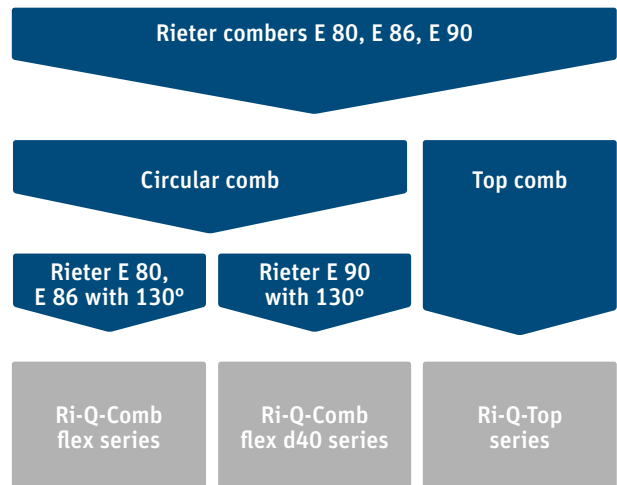 Rieter combers E 80, E 86, E 90
Circular comb
Top comb
Rieter E 80,
E 86 with 130°
Rieter E 90
with 130°
Ri-Q-Comb
flex series
Ri-Q-Comb
flex d40 series
Ri-Q-Top
series